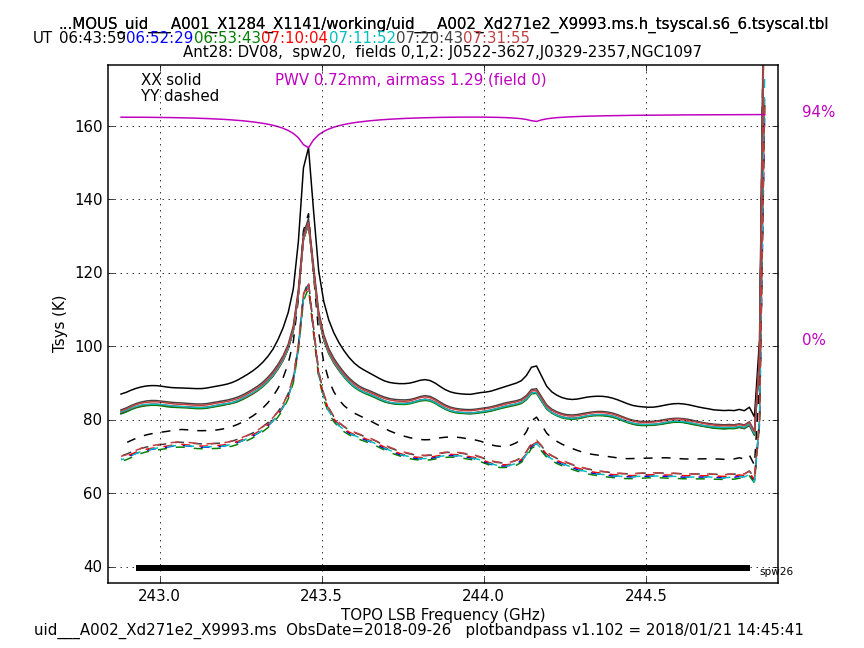 ...MOUS_uid___A001_X1284_X1141/working/uid___A002_Xd271e2_X9993.ms.h_tsyscal.s6_6.tsyscal.tbl
UT 06:43:59 06:52:29 06:53:43 07:10:04 07:11:52 07:20:43 07:31:55
Ant28: DV08, spw20, fields 0,1,2: J0522-3627,J0329-2357,NGC1097
XX solid PWV 0.72mm, airmass 1.29 (field 0)
YY dashed
94%
160
140
120
100
80
60
40
0%
Tsys (K)
spw26
243.0 243.5 244.0 244.5
TOPO LSB Frequency (GHz)
uid___A002_Xd271e2_X9993.ms ObsDate=2018-09-26 plotbandpass v1.102 = 2018/01/21 14:45:41